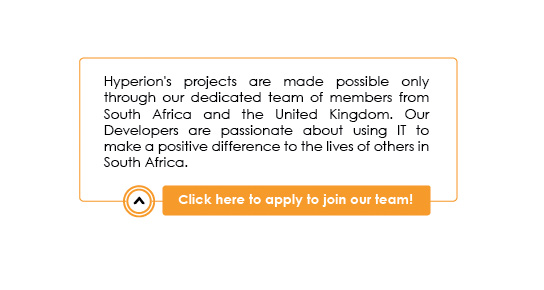 Hyperion's projects are made possible only
through our dedicated team of members from
South Africa and the United Kingdom. Our
Developers are passionate about using IT to
make a positive difference to the lives of others in
South Africa.
Click here to apply to join our team!